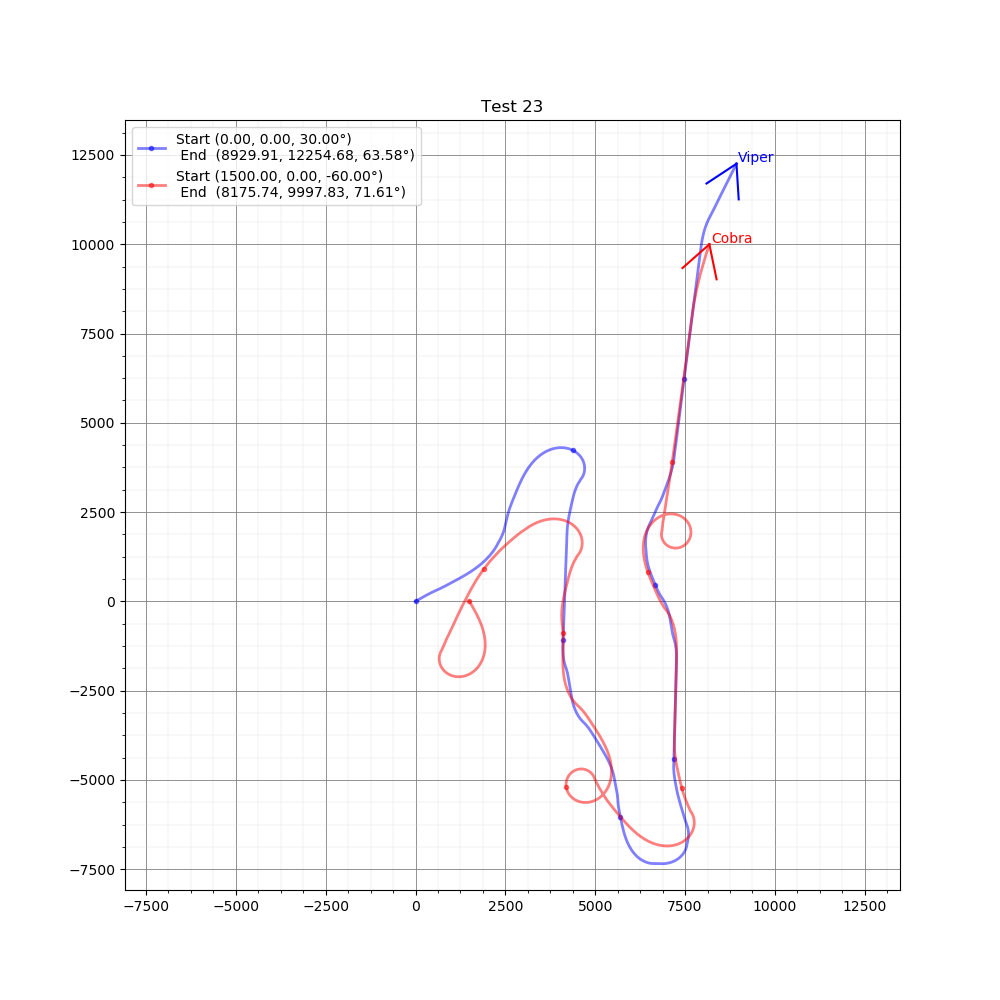 Test 23
Start (0.00, 0.00, 30.00°)
End  (8929.91, 12254.68, 63.58°)
Start (1500.00, 0.00, -60.00°)
End  (8175.74, 9997.83, 71.61°)
Viper
Cobra
12500
10000
7500
5000
2500
0
−2500
−5000
−7500
−7500 −5000 −2500 0 2500 5000 7500 10000 12500